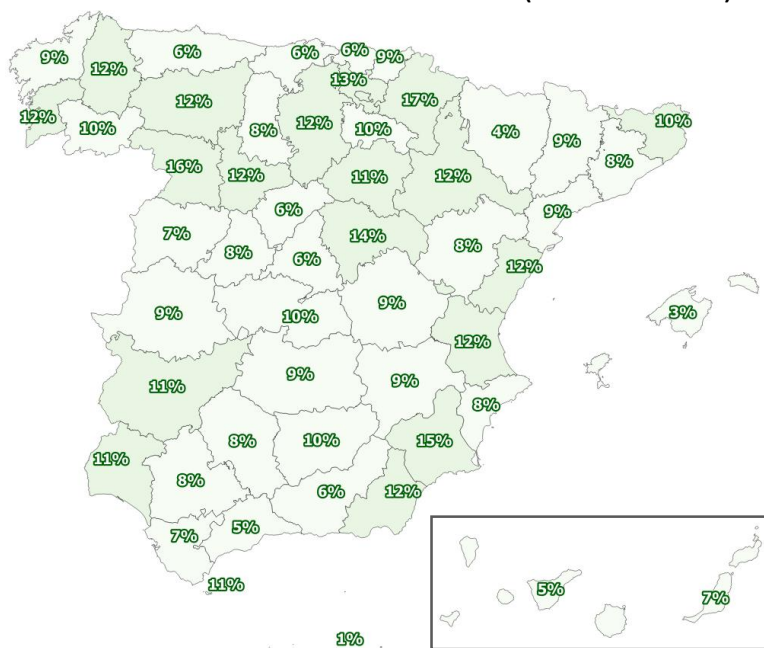 6% 6% 6% 9%
9% 12% 13%
12% 17%
12% 10% 8% 12% 10% 4% 9% 10%
16% 12% 11% 12% 8%
6% 9%
7% 8% 6% 14% 8% 12%
9% 10% 9% 3%
12%
11% 9% 9% 8%
11% 8% 10% 15%
8% 6% 12%
7% 5%
11% 5% 7%
1%